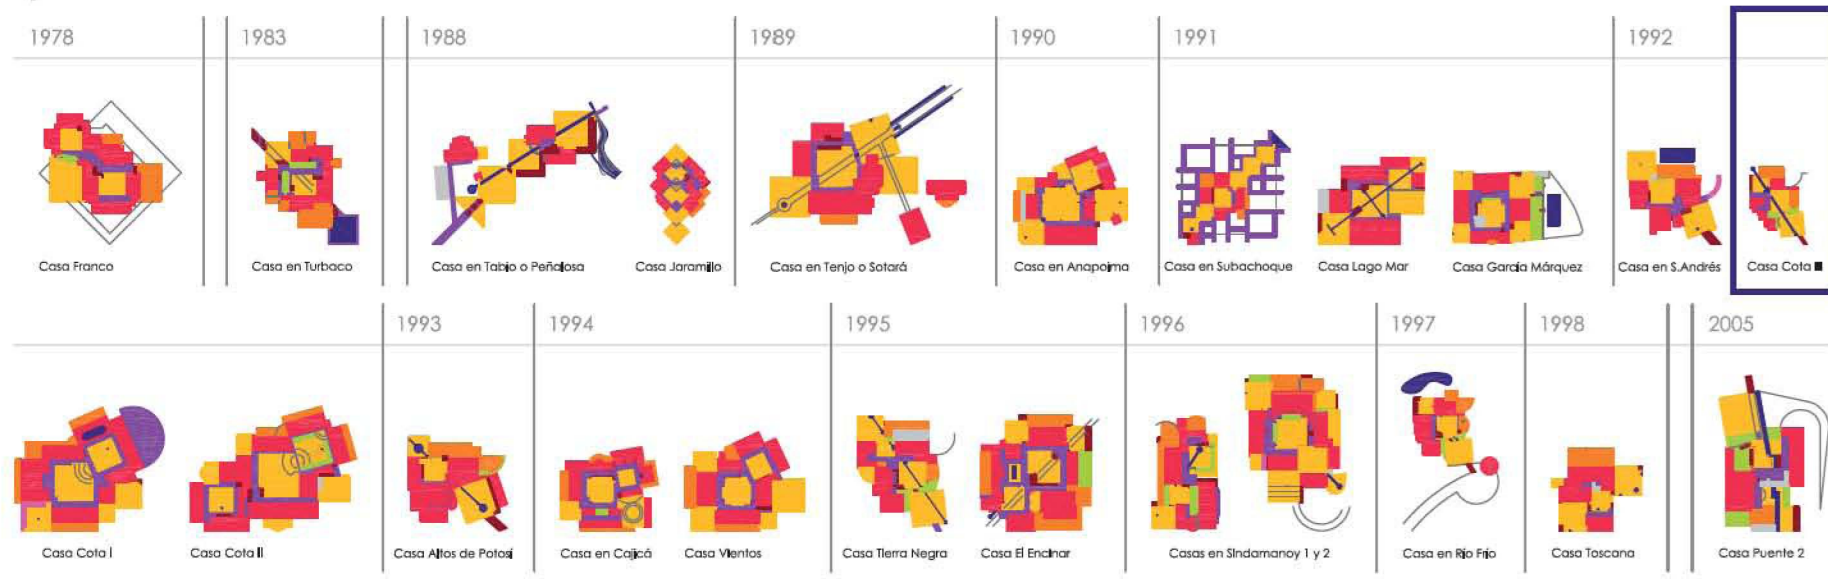 1978
1983
1988
1989
1990
1991
1992
Casa Franco
Casa en Turbaco
Casa en Tabio o Peñalosa
Casa Jaramillo
Casa en Tenjo o Sotará
Casa en Anapoima
Casa en Subachoque
Casa Lago Mar
Casa García Márquez
Casa en S.Andrés
Casa Cota
1993
1994
1995
1996
1997
1998
2005
Casa Cota I
Casa Cota II
Casa Altos de Potosí
Casa en Cajicá
Casa Vientos
Casa Tierra Negra
Casa El Encinar
Casas en Sindamanoy 1 y 2
Casa en Río Frío
Casa Toscana
Casa Puente 2